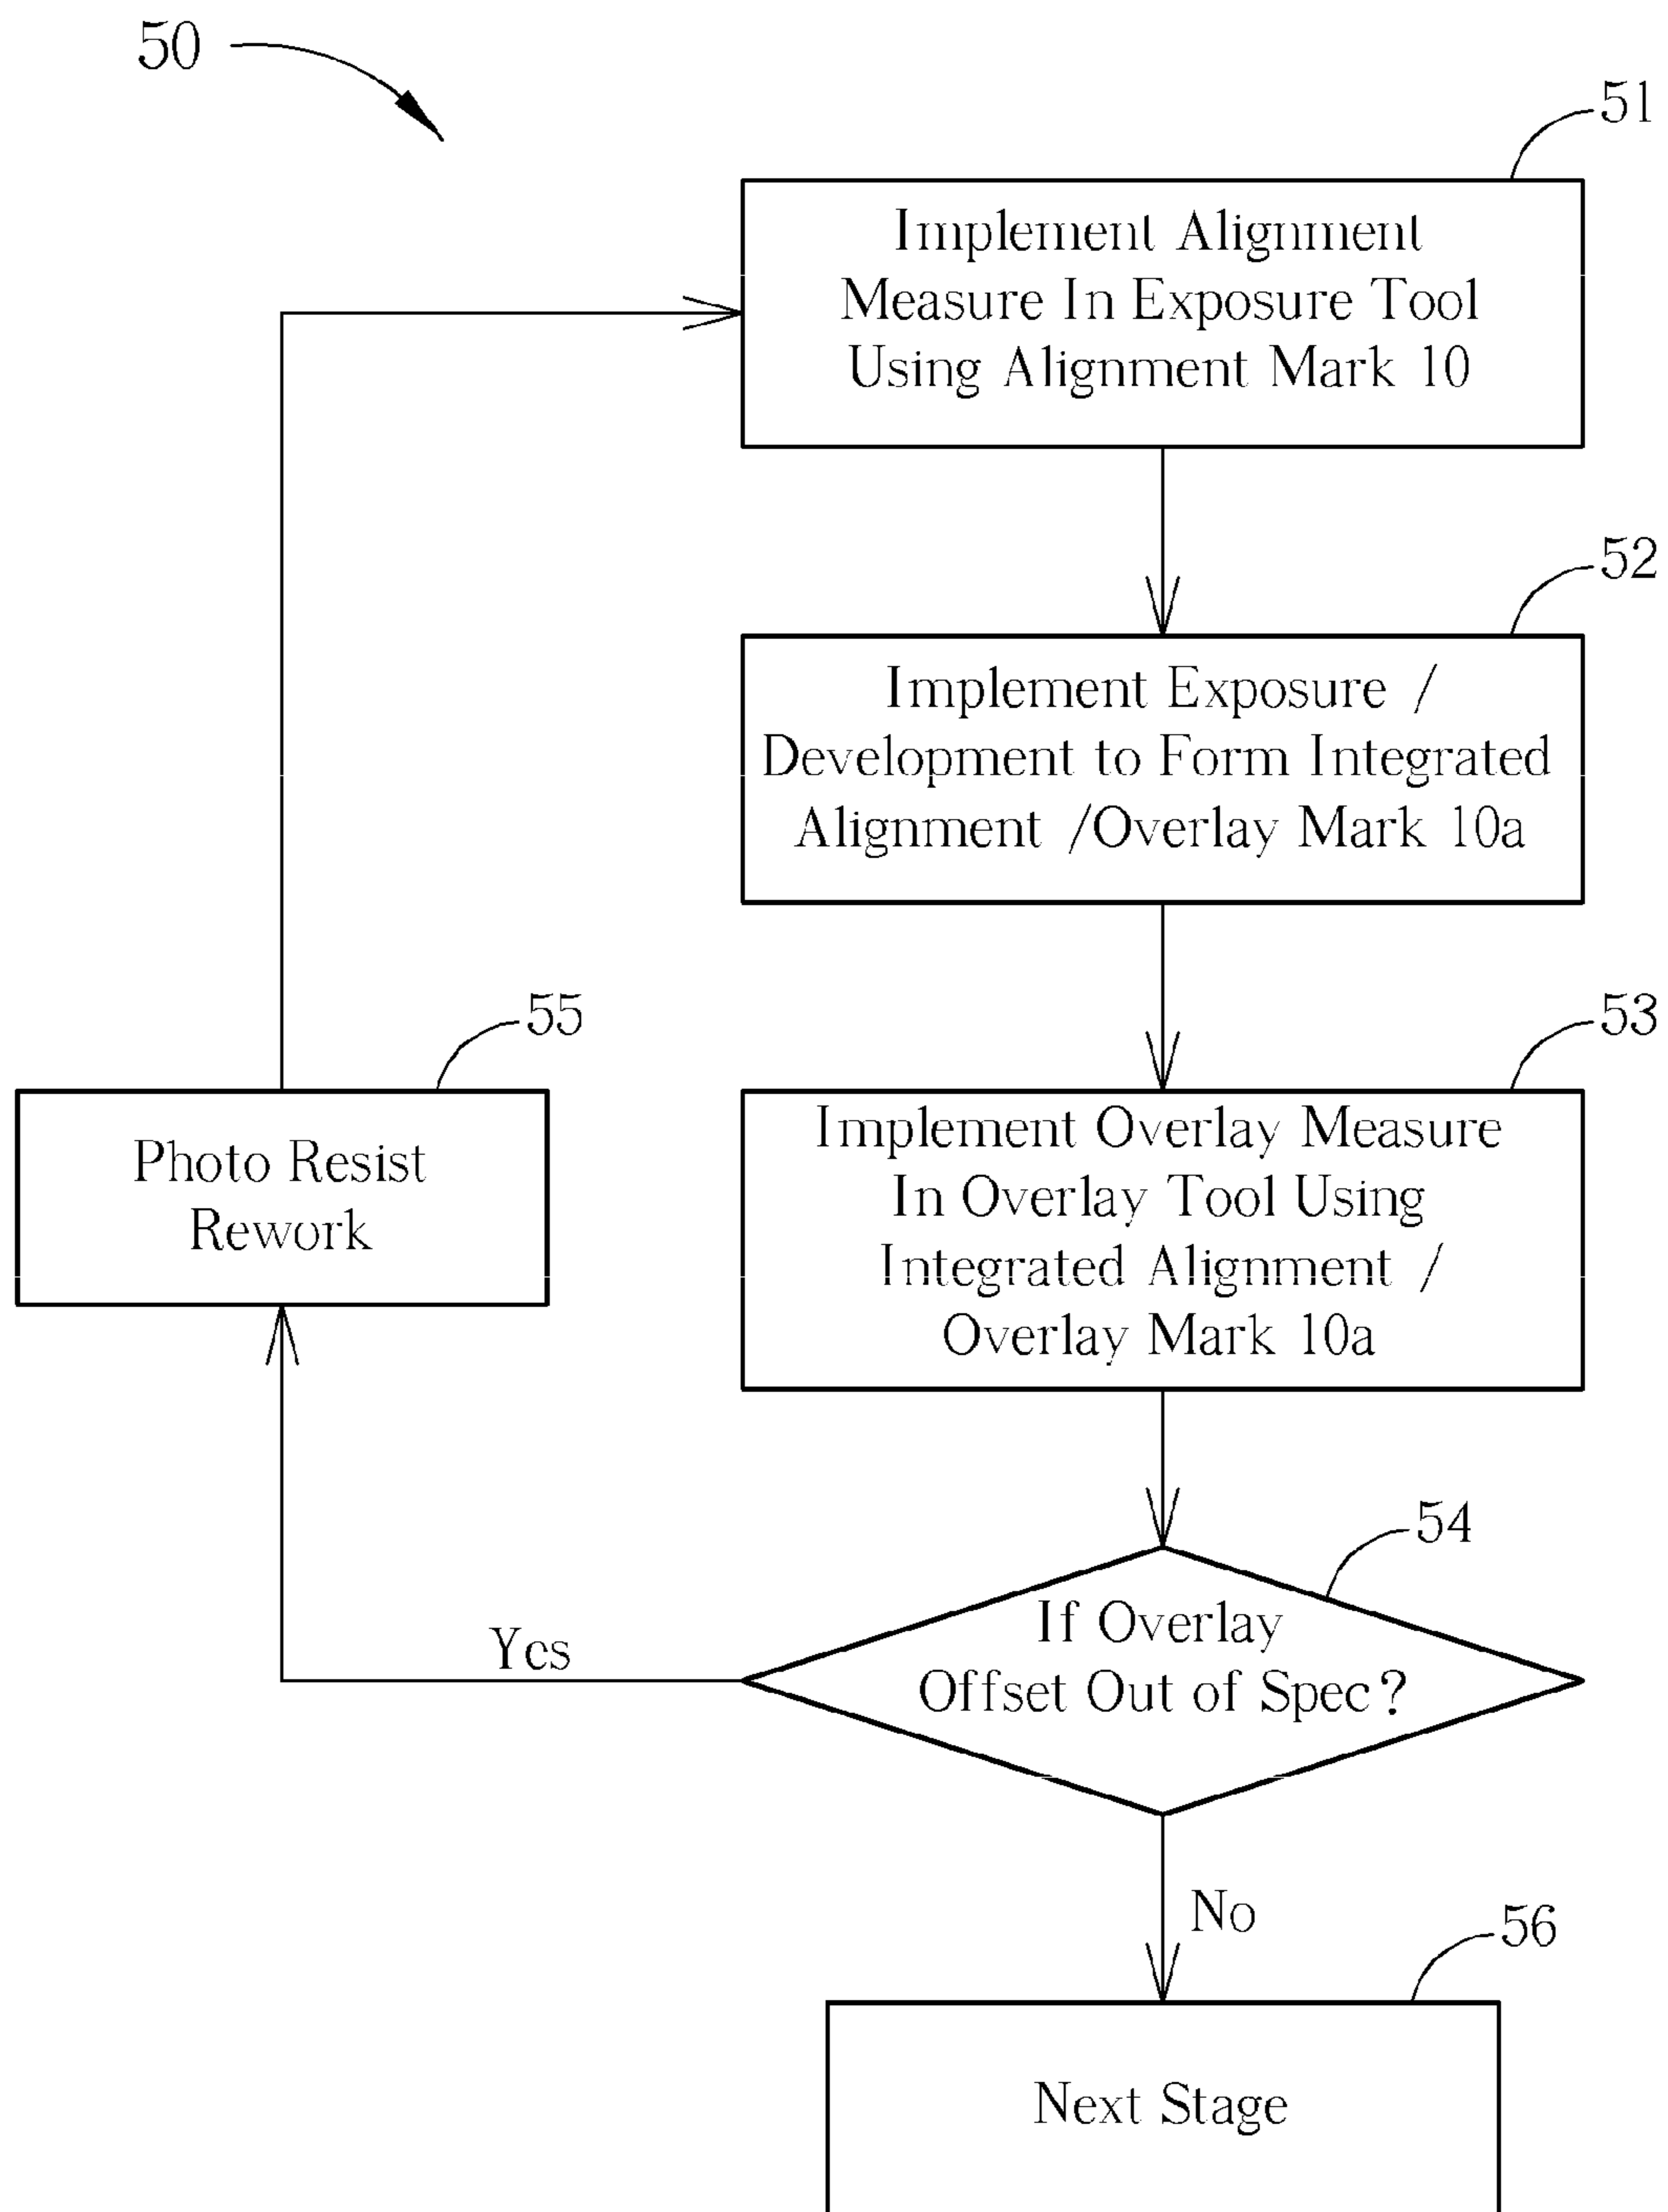 50
51
Implement Alignment
Measure In Exposure Tool
Using Alignment Mark 10
52
Implement Exposure /
Development to Form Integrated
Alignment /Overlay Mark 10a
55
53
Photo Resist
Rework
Implement Overlay Measure
In Overlay Tool Using
Integrated Alignment /
Overlay Mark 10a
54
If Overlay
Offset Out of Spec?
Yes
No
56
Next Stage